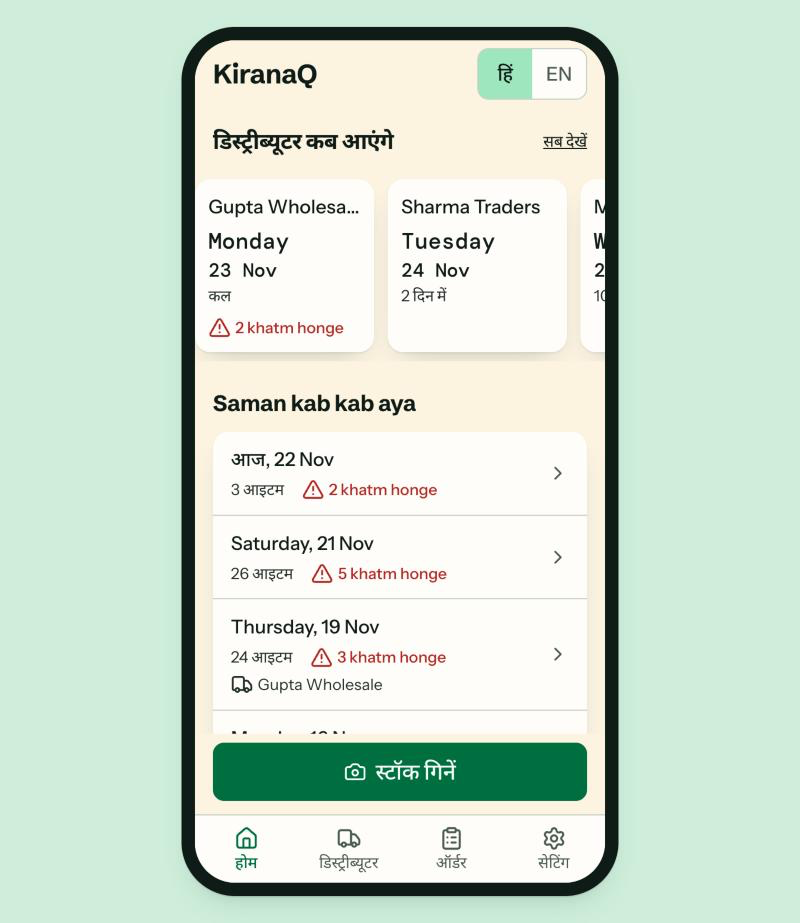 KiranaQ
हिं EN
डिस्ट्रीब्यूटर कब आएंगे
सब देखें
Gupta Wholesa...
Monday
23 Nov
कल
2 khatm honge
Sharma Traders
Tuesday
24 Nov
2 दिन में
Saman kab kab aya
आज, 22 Nov
3 आइटम 2 khatm honge
Saturday, 21 Nov
26 आइटम 5 khatm honge
Thursday, 19 Nov
24 आइटम 3 khatm honge
Gupta Wholesale
स्टॉक गिनें
होम डिस्ट्रीब्यूटर ऑर्डर सेटिंग